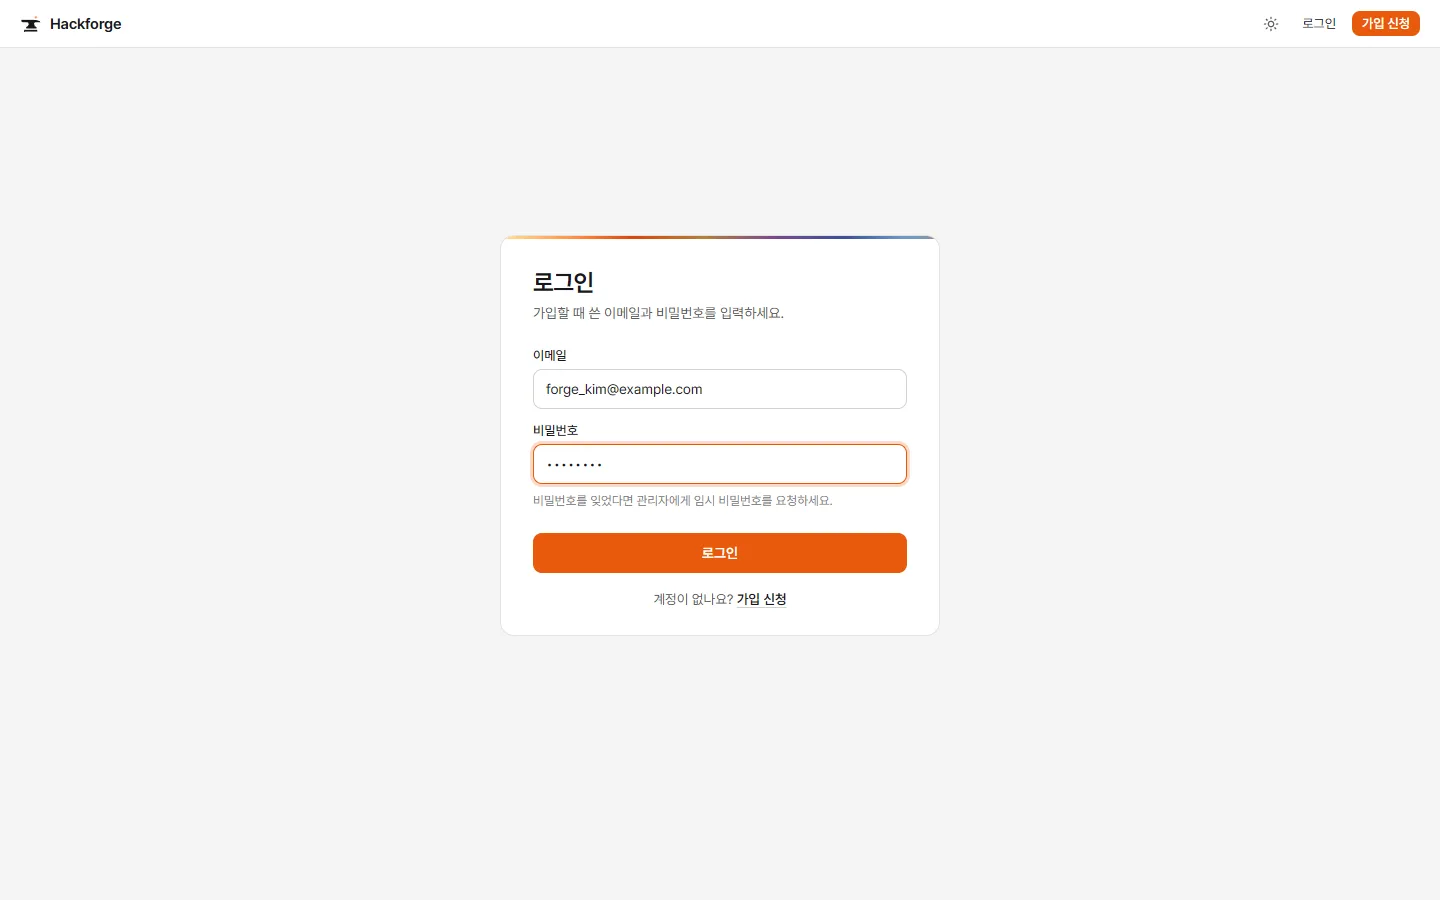 Hackforge
로그인
가입 신청
로그인
가입할 때 쓴 이메일과 비밀번호를 입력하세요.
이메일
forge_kim@example.com
비밀번호
••••••••
비밀번호를 잊었다면 관리자에게 임시 비밀번호를 요청하세요.
로그인
계정이 없나요? 가입 신청